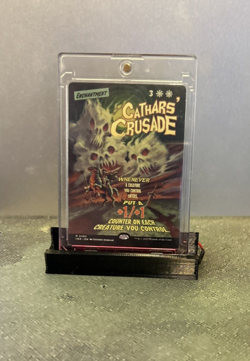 ENCHANTMENT
3
CATHARS'
CRUSADE
WHENEVER
A CREATURE
YOU CONTROL
ENTERS,
PUT A
+1/+1
COUNTER ON EACH
CREATURE YOU CONTROL